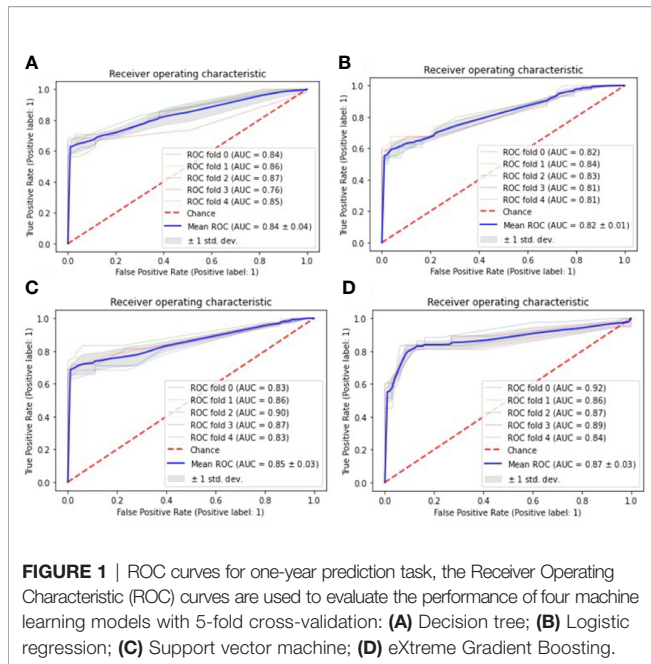 A
Receiver operating characteristic
True Positive Rate (Positive label: 1)
1.0
0.8
0.6
0.4
0.2
0.0
ROC fold 0 (AUC = 0.84)
ROC fold 1 (AUC = 0.86)
ROC fold 2 (AUC = 0.87)
ROC fold 3 (AUC = 0.76)
ROC fold 4 (AUC = 0.85)
Chance
Mean ROC (AUC = 0.84 ± 0.04)
± 1 std. dev.
0.0 0.2 0.4 0.6 0.8 1.0
False Positive Rate (Positive label: 1)
B
Receiver operating characteristic
True Positive Rate (Positive label: 1)
1.0
0.8
0.6
0.4
0.2
0.0
ROC fold 0 (AUC = 0.82)
ROC fold 1 (AUC = 0.84)
ROC fold 2 (AUC = 0.83)
ROC fold 3 (AUC = 0.81)
ROC fold 4 (AUC = 0.81)
Chance
Mean ROC (AUC = 0.82 ± 0.01)
± 1 std. dev.
0.0 0.2 0.4 0.6 0.8 1.0
False Positive Rate (Positive label: 1)
C
Receiver operating characteristic
True Positive Rate (Positive label: 1)
1.0
0.8
0.6
0.4
0.2
0.0
ROC fold 0 (AUC = 0.83)
ROC fold 1 (AUC = 0.86)
ROC fold 2 (AUC = 0.90)
ROC fold 3 (AUC = 0.87)
ROC fold 4 (AUC = 0.83)
Chance
Mean ROC (AUC = 0.85 ± 0.03)
± 1 std. dev.
0.0 0.2 0.4 0.6 0.8 1.0
False Positive Rate (Positive label: 1)
D
Receiver operating characteristic
True Positive Rate (Positive label: 1)
1.0
0.8
0.6
0.4
0.2
0.0
ROC fold 0 (AUC = 0.92)
ROC fold 1 (AUC = 0.86)
ROC fold 2 (AUC = 0.87)
ROC fold 3 (AUC = 0.89)
ROC fold 4 (AUC = 0.84)
Chance
Mean ROC (AUC = 0.87 ± 0.03)
± 1 std. dev.
0.0 0.2 0.4 0.6 0.8 1.0
False Positive Rate (Positive label: 1)
FIGURE 1 | ROC curves for one-year prediction task, the Receiver Operating
Characteristic (ROC) curves are used to evaluate the performance of four machine
learning models with 5-fold cross-validation: (A) Decision tree; (B) Logistic
regression; (C) Support vector machine; (D) eXtreme Gradient Boosting.